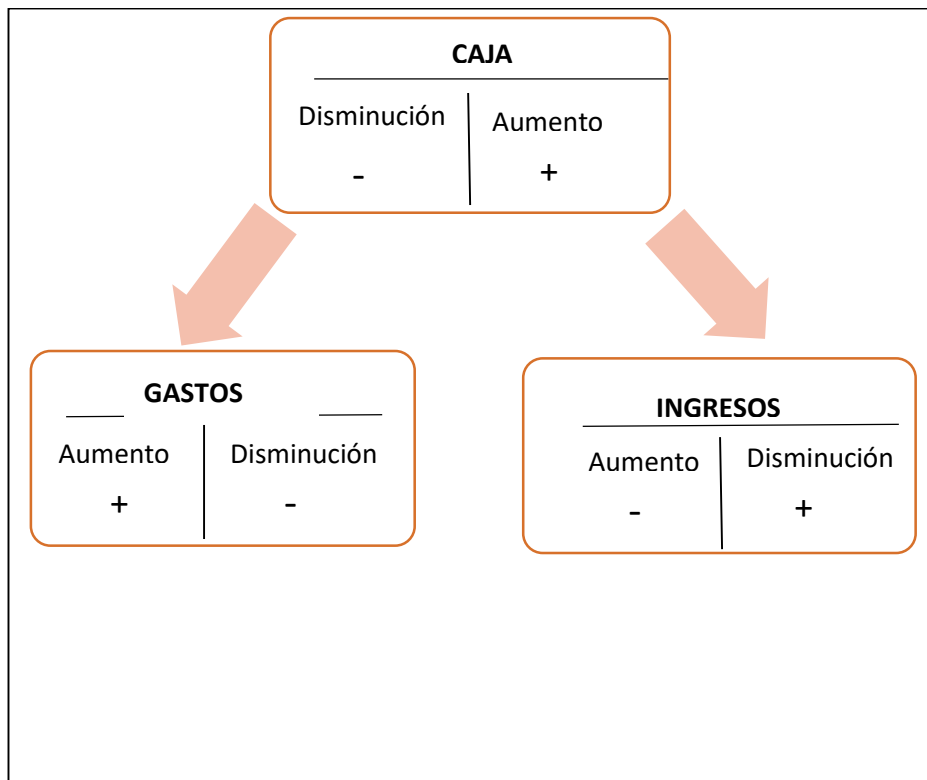 CAJA
Disminución Aumento
- +
GASTOS
Aumento Disminución
+ -
INGRESOS
Aumento Disminución
- +